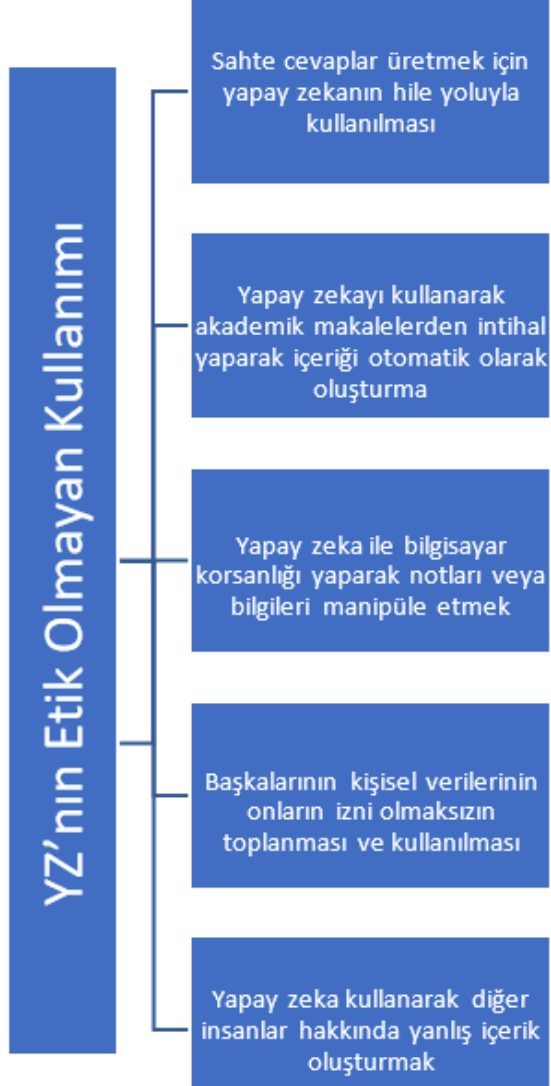 YZ'nın Etik Olmayan Kullanımı
Sahte cevaplar üretmek için
yapay zekanın hile yoluyla
kullanılması
Yapay zekayı kullanarak
akademik makalelerden intihal
yaparak içeriği otomatik olarak
oluşturma
Yapay zeka ile bilgisayar
korsanlığı yaparak notları veya
bilgileri manipüle etmek
Başkalarının kişisel verilerinin
onların izni olmaksızın
toplanması ve kullanılması
Yapay zeka kullanarak diğer
insanlar hakkında yanlış içerik
oluşturmak